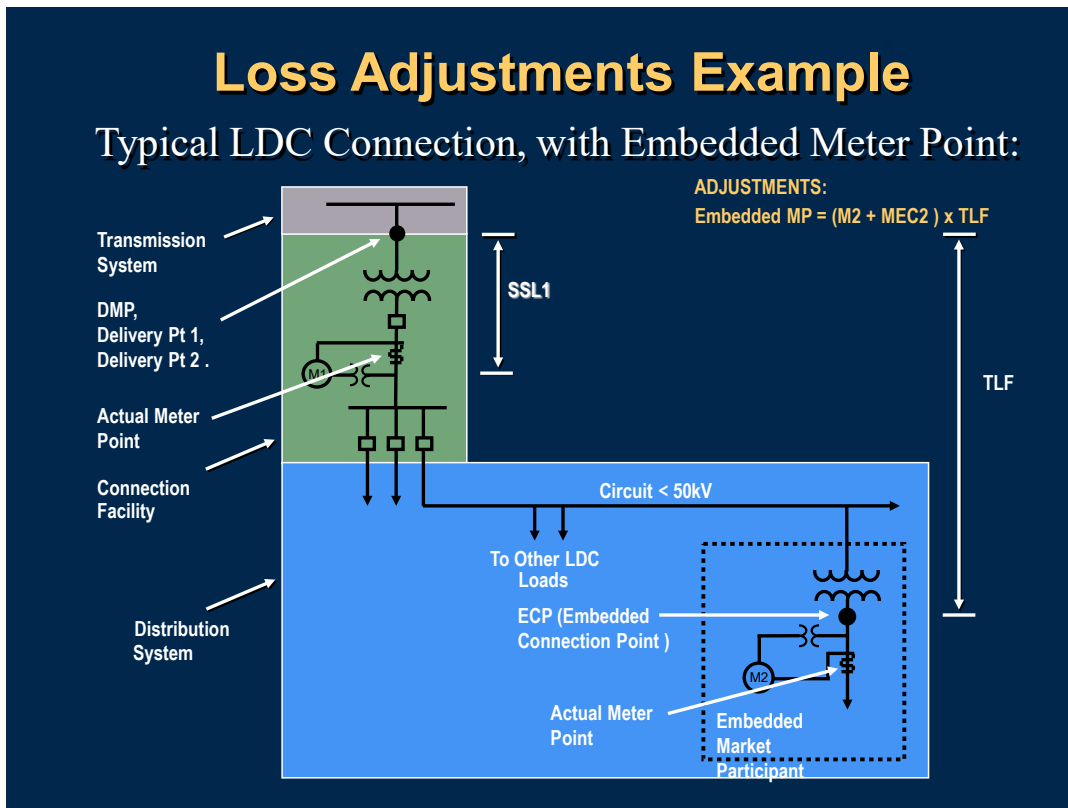 Loss Adjustments Example
Typical LDC Connection, with Embedded Meter Point:
ADJUSTMENTS:
Embedded MP = (M2 + MEC2 ) x TLF
Transmission
System
SSL1
DMP,
Delivery Pt 1,
Delivery Pt 2 .
M1
TLF
Actual Meter
Point
Connection
Facility
Circuit < 50kV
To Other LDC
Loads
ECP (Embedded
Connection Point )
Distribution
System
M2
Actual Meter
Point
Embedded
Market
Participant